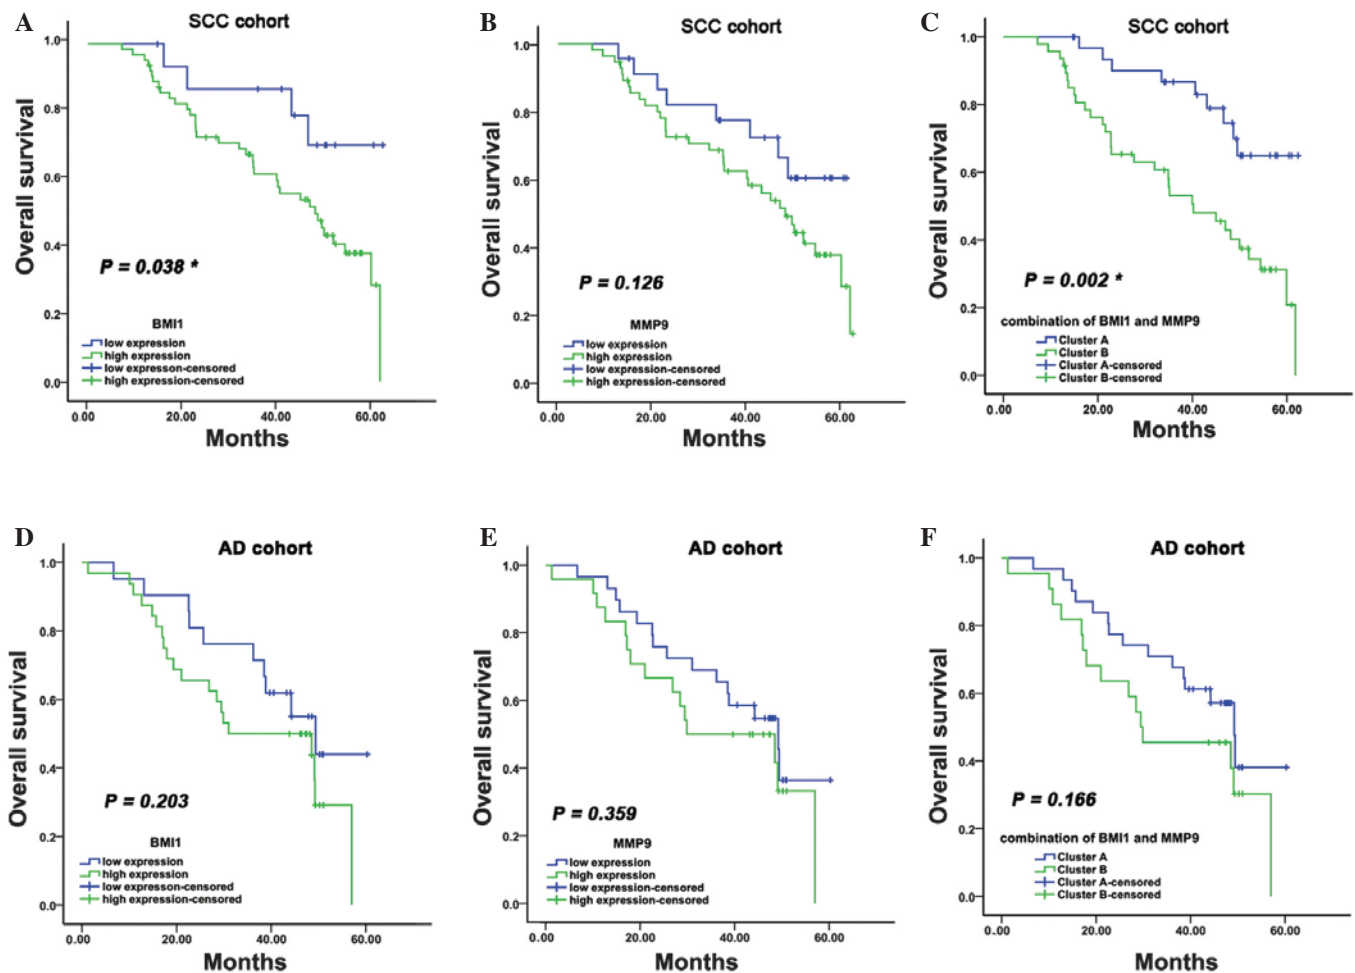 A
SCC cohort
Overall survival
1.0
0.8
0.6
0.4
0.2
0.0
P = 0.038 *
BMI1
low expression
high expression
low expresson-censored
high expression-censored
0.00 20.00 40.00 60.00
Months
B
SCC cohort
Overall survival
1.0
0.8
0.6
0.4
0.2
0.0
P = 0.126
MMP9
low expression
high expression
low expression-censored
high expression-censored
0.00 20.00 40.00 60.00
Months
C
SCC cohort
Overall survival
1.0
0.8
0.6
0.4
0.2
0.0
P = 0.002 *
combination of BMI1 and MMP9
Cluster A
Cluster B
Cluster A-censored
Cluster B-censored
0.00 20.00 40.00 60.00
Months
D
AD cohort
Overall survival
1.0
0.8
0.6
0.4
0.2
0.0
P = 0.203
BMI1
low expression
high expression
low expresson-censored
high expression-censored
0.00 20.00 40.00 60.00
Months
E
AD cohort
Overall survival
1.0
0.8
0.6
0.4
0.2
0.0
P = 0.359
MMP9
low expression
high expression
low expression-censored
high expression-censored
0.00 20.00 40.00 60.00
Months
F
AD cohort
Overall survival
1.0
0.8
0.6
0.4
0.2
0.0
P = 0.166
combination of BMI1 and MMP9
Cluster A
Cluster B
Cluster A-censored
Cluster B-censored
0.00 20.00 40.00 60.00
Months